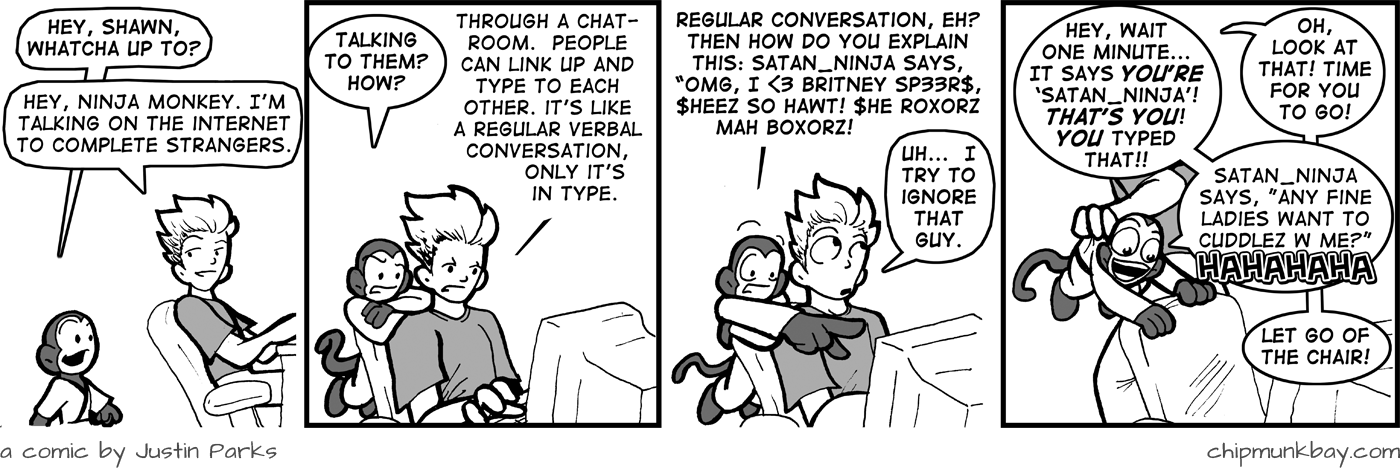 HEY, SHAWN,
WHATCHA UP TO?
HEY, NINJA MONKEY. I'M
TALKING ON THE INTERNET
TO COMPLETE STRANGERS.
TALKING
TO THEM?
HOW?
THROUGH A CHAT-
ROOM. PEOPLE
CAN LINK UP AND
TYPE TO EACH
OTHER. IT'S LIKE
A REGULAR VERBAL
CONVERSATION,
ONLY IT'S
IN TYPE.
REGULAR CONVERSATION, EH?
THEN HOW DO YOU EXPLAIN
THIS: SATAN_NINJA SAYS,
"OMG, I <3 BRITNEY SP33R$,
$HEEZ SO HAWT! $HE ROXORZ
MAH BOXORZ!
UH... I
TRY TO
IGNORE
THAT
GUY.
HEY, WAIT
ONE MINUTE...
IT SAYS YOU'RE
'SATAN_NINJA'!
THAT'S YOU!
YOU TYPED
THAT!!
OH,
LOOK AT
THAT! TIME
FOR YOU
TO GO!
SATAN_NINJA
SAYS, "ANY FINE
LADIES WANT TO
CUDDLEZ W ME?"
HAHAHAHA
LET GO OF
THE CHAIR!
a comic by Justin Parks
chipmunkbay.com